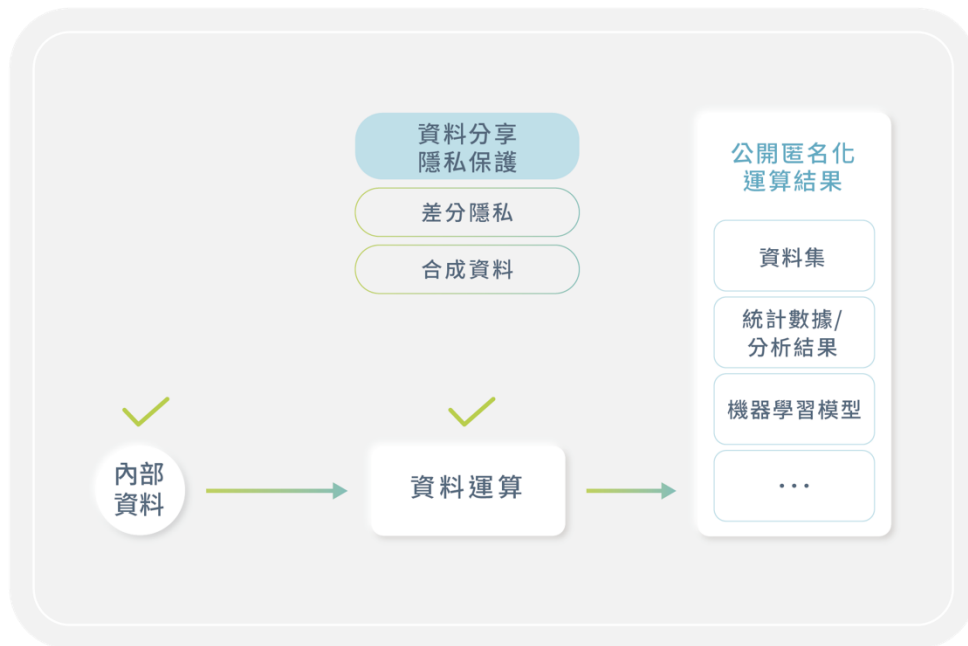 資料分享
隱私保護
差分隱私
合成資料
內部
資料
資料運算
公開匿名化
運算結果
資料集
統計數據/
分析結果
機器學習模型
...